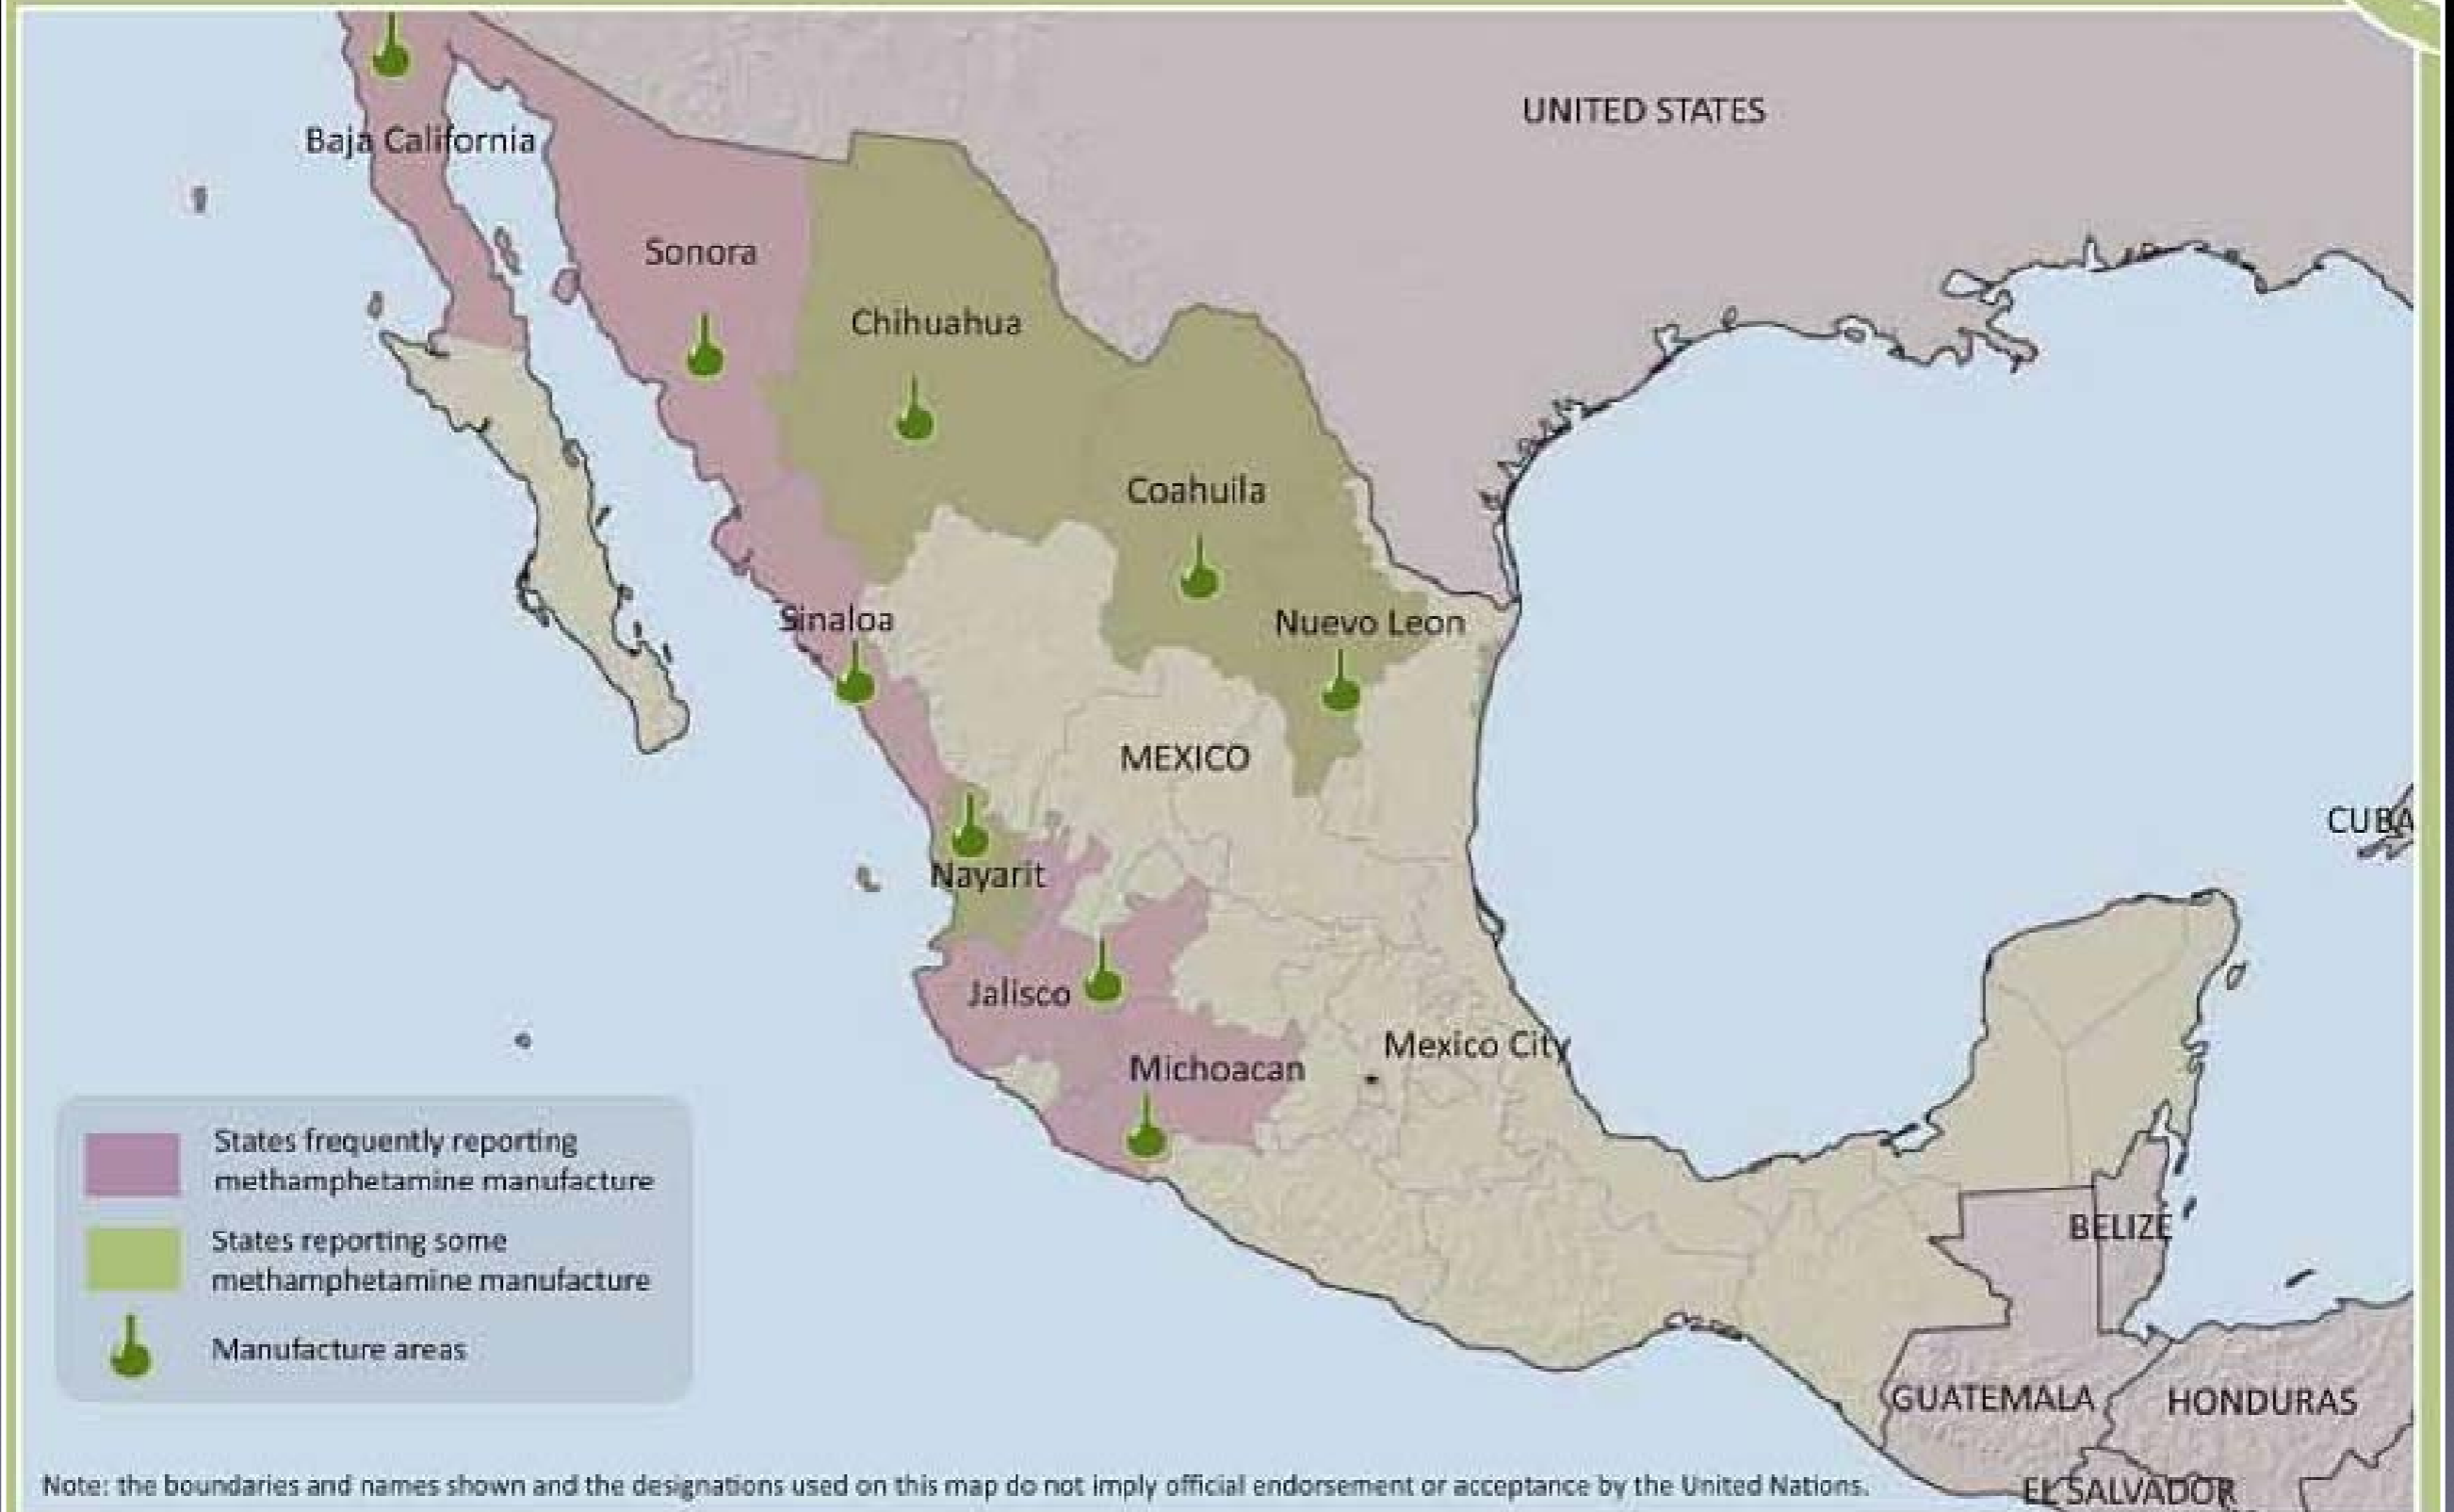 UNITED STATES
Baja California
Sonora
Chihuahua
Coahuila
Sinaloa
Nuevo Leon
MEXICO
CUBA
Nayarit
Jalisco
Mexico City
Michoacan
States frequently reporting
methamphetamine manufacture
States reporting some
methamphetamine manufacture
Manufacture areas
BELIZE
GUATEMALA
HONDURAS
EL SALVADOR
Note: the boundaries and names shown and the designations used on this map do not imply official endorsement or acceptance by the United Nations.